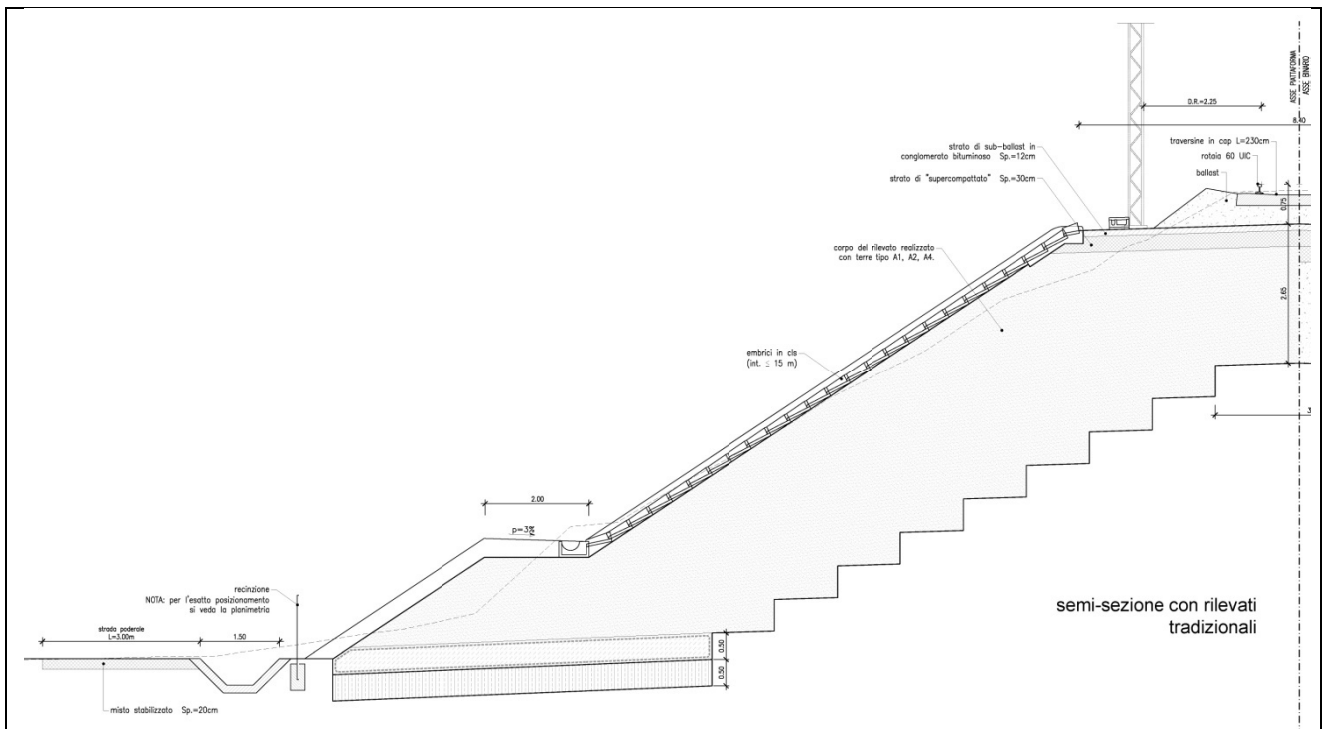 ASSE PIATTAFORMA
ASSE BINARIO
D.R.=2.25
8.40
strato di sub-ballast in
conglomerato bituminoso Sp.=12cm
strato di "supercompattato" Sp.=30cm
traversine in cap L=230cm
rotaia 60 UIC
ballast
0.75
corpo del rilevato realizzato
con terre tipo A1, A2, A4.
2.65
embrici in cls
(int. ≤ 15 m)
3
2.00
p=3%
recinzione
NOTA: per l'esatto posizionamento
si veda la planimetria
strada poderale
L=3.00m
1.50
semi-sezione con rilevati
tradizionali
0.50
0.50
misto stabilizzato Sp.=20cm